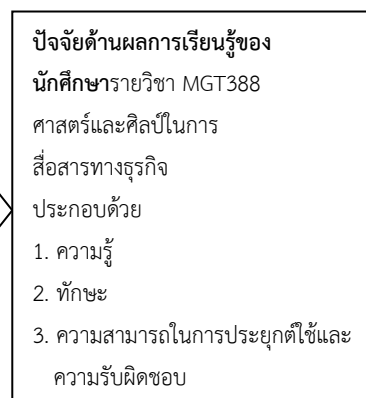 ปัจจัยด้านผลการเรียนรู้ของ
นักศึกษารายวิชา MGT388
ศาสตร์และศิลป์ในการ
สื่อสารทางธุรกิจ
ประกอบด้วย
1. ความรู้
2. ทักษะ
3. ความสามารถในการประยุกต์ใช้และ
ความรับผิดชอบ